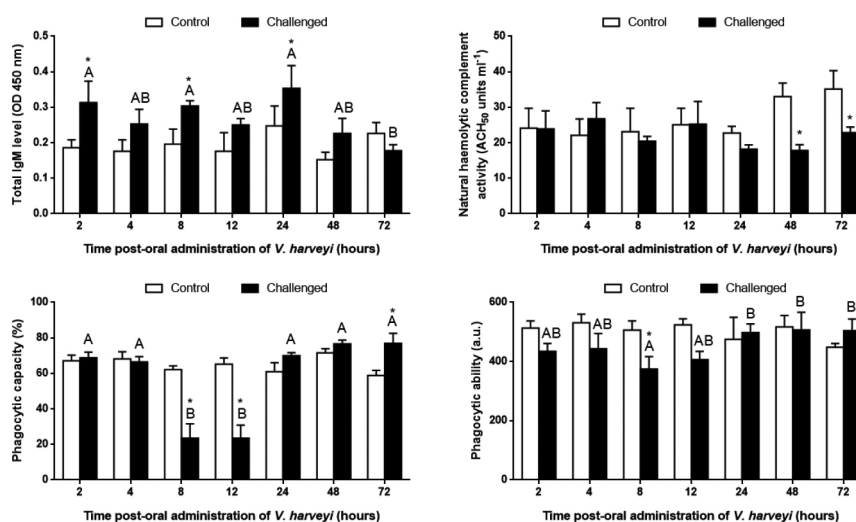 Control Challenged
Total IgM level (OD 450 nm)
0.5
0.4
0.3
0.2
0.1
0.0
* * *
A AB A AB A AB B
2 4 8 12 24 48 72
Time post-oral administration of V. harveyi (hours)
Control Challenged
Natural haemolytic complement
activity (ACH50 units ml-1)
50
40
30
20
10
0
* *
2 4 8 12 24 48 72
Time post-oral administration of V. harveyi (hours)
Control Challenged
Phagocytic capacity (%)
100
80
60
40
20
0
* * *
A A B B A A A
2 4 8 12 24 48 72
Time post-oral administration of V. harveyi (hours)
Control Challenged
Phagocytic ability (a.u.)
600
400
200
0
*
AB AB A AB B B B
2 4 8 12 24 48 72
Time post-oral administration of V. harveyi (hours)